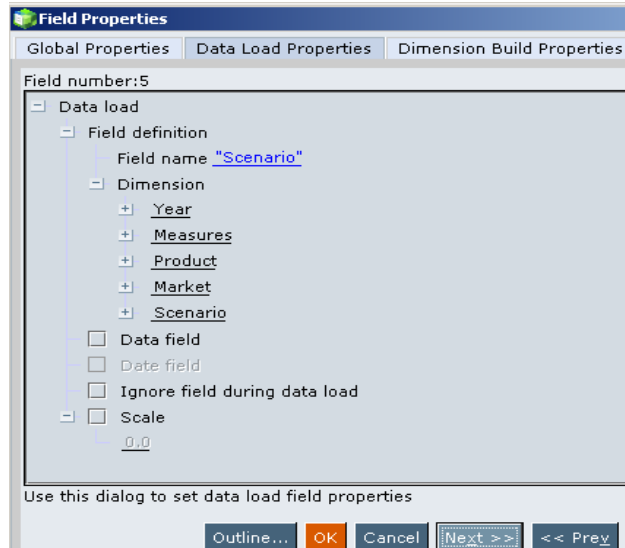 Field Properties
Global Properties Data Load Properties Dimension Build Properties
Field number:5
Data load
Field definition
Field name "Scenario"
Dimension
Year
Measures
Product
Market
Scenario
Data field
Date field
Ignore field during data load
Scale
0.0
Use this dialog to set data load field properties
Outline... OK Cancel Next >> << Prev